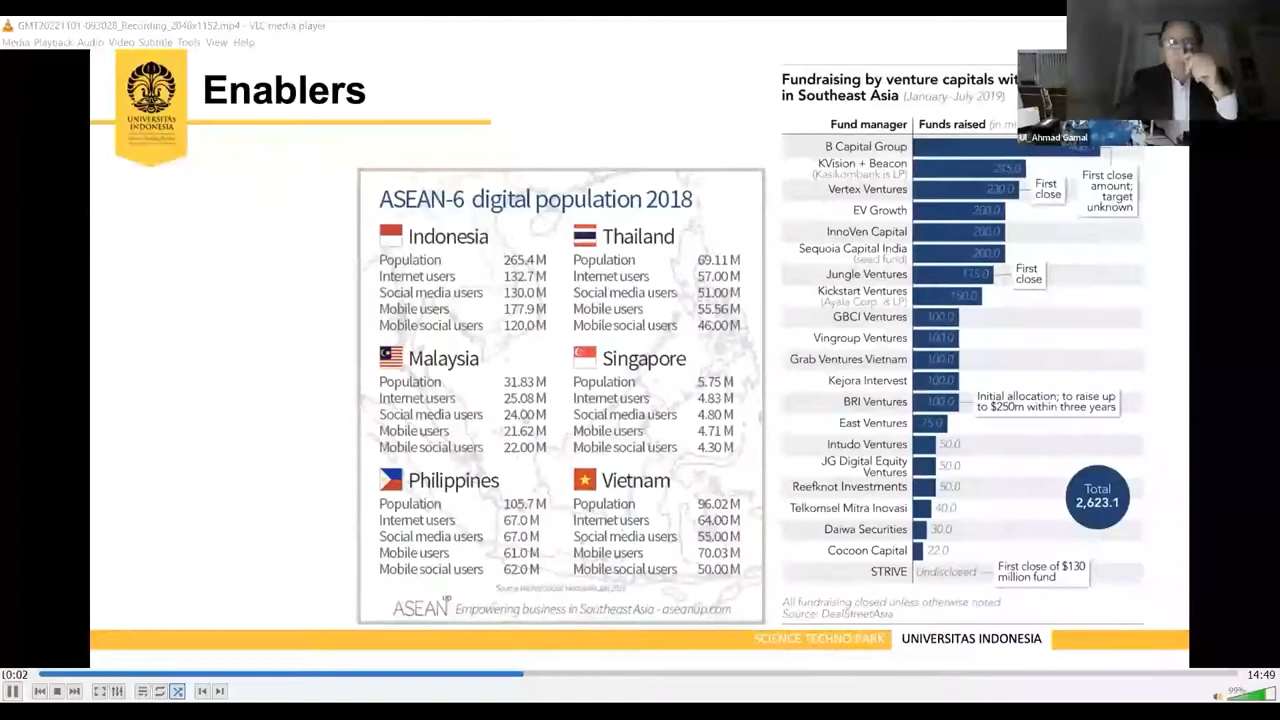 GMT20221101-093028_Recording_2048x1152.mp4 - VLC media player
Media Playback Audio Video Subtitle Tools View Help
UNIVERSITAS
INDONESIA
Enablers
ASEAN-6 digital population 2018
Indonesia
Population 265.4 M
Internet users 132.7 M
Social media users 130.0 M
Mobile users 177.9 M
Mobile social users 120.0 M
Thailand
Population 69.11 M
Internet users 57.00 M
Social media users 51.00 M
Mobile users 55.56 M
Mobile social users 46.00 M
Malaysia
Population 31.83 M
Internet users 25.08 M
Social media users 24.00 M
Mobile users 21.62 M
Mobile social users 22.00 M
Singapore
Population 5.75 M
Internet users 4.83 M
Social media users 4.80 M
Mobile users 4.71 M
Mobile social users 4.30 M
Philippines
Population 105.7 M
Internet users 67.0 M
Social media users 67.0 M
Mobile users 61.0 M
Mobile social users 62.0 M
Vietnam
Population 96.02 M
Internet users 64.00 M
Social media users 55.00 M
Mobile users 70.03 M
Mobile social users 50.00 M
ASEAN UP Empowering business in Southeast Asia - aseanup.com
Fundraising by venture capitals
in Southeast Asia (January-July 2019)
Fund manager Funds raised (in
UI_Ahmad Gamal
B Capital Group
First close
amount;
target
unknown
KVision + Beacon 285.0
(Kasikornbank is LP)
Vertex Ventures 230.0
First
close
EV Growth 200.0
InnoVen Capital 200.0
Sequoia Capital India 200.0
(seed fund)
Jungle Ventures 175.0
First
close
Kickstart Ventures 150.0
(Ayala Corp. is LP)
GBCI Ventures 100.0
Vingroup Ventures 100.0
Grab Ventures Vietnam 100.0
Kejora Intervest 100.0
BRI Ventures 100.0
Initial allocation; to raise up
to $250m within three years
East Ventures 75.0
Intudo Ventures 50.0
JG Digital Equity
Ventures 50.0
Reefknot Investments 50.0
Telkomsel Mitra Inovasi 40.0
Daiwa Securities 30.0
Cocoon Capital 22.0
STRIVE Undisclosed
First close of $130
million fund
Total
2,623.1
All fundraising closed unless otherwise noted
Source: DealStreetAsia
SCIENCE TECHNO PARK UNIVERSITAS INDONESIA
10:02
14:49
99%